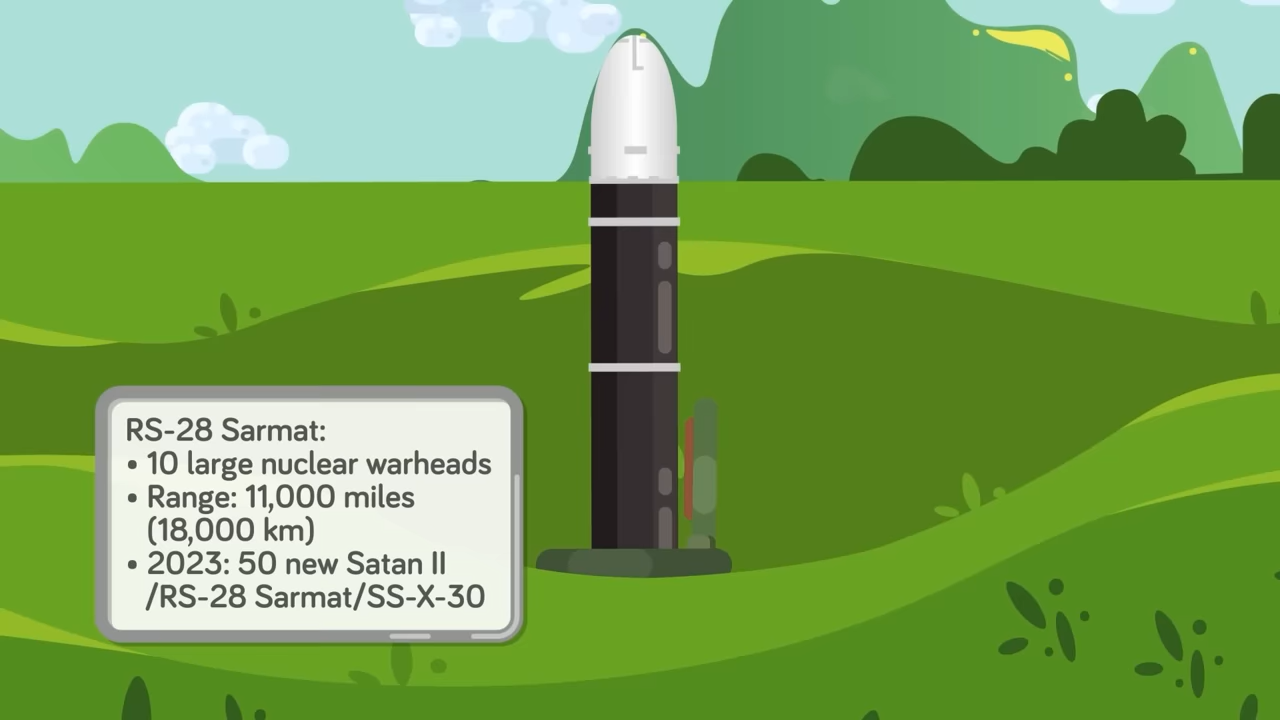 RS-28 Sarmat:
• 10 large nuclear warheads
• Range: 11,000 miles
(18,000 km)
• 2023: 50 new Satan II
/RS-28 Sarmat/SS-X-30